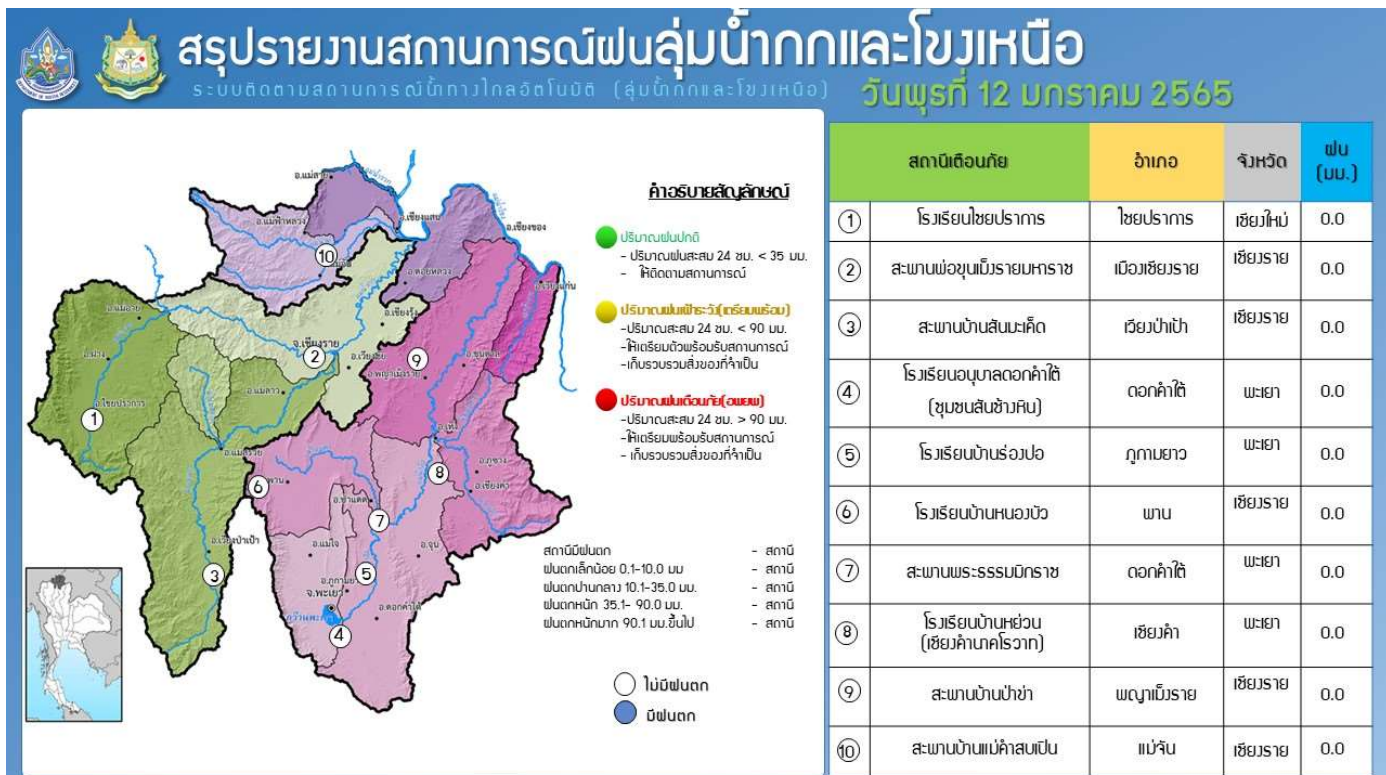 สรุปรายงานสถานการณ์ฝนลุ่มน้ำกกและโขงเหนือ
ระบบติดตามสถานการณ์น้ำทางไกลอัตโนมัติ (ลุ่มน้ำกกและโขงเหนือ)
วันพุธที่ 12 มกราคม 2565
อ.แม่สาย
อ.แม่ฟ้าหลวง
อ.เชียงแสน
อ.เชียงของ
10
อ.ดอยหลวง
อ.แม่อาย
อ.เชียงรุ้ง
จ.เชียงราย
2
อ.ฝาง
9
อ.ขุนตาล
อ.แม่ลาว
อ.พญาเม็งราย
อ.ไชยปราการ
1
อ.เทิง
อ.แม่สรวย
8
อ.ภูซาง
6
อ.เชียงคำ
อ.ป่าแดด
7
อ.เวียงป่าเป้า
อ.แม่ใจ
อ.จุน
3
5
จ.พะเยา
อ.ดอกคำใต้
4
คำอธิบายสัญลักษณ์
ปริมาณฝนปกติ
- ปริมาณฝนสะสม 24 ชม. < 35 มม.
- ให้ติดตามสถานการณ์
ปริมาณฝนเฝ้าระวัง(เตรียมพร้อม)
-ปริมาณสะสม 24 ชม. < 90 มม.
-ให้เตรียมตัวพร้อมรับสถานการณ์
-เก็บรวบรวมสิ่งของที่จำเป็น
ปริมาณฝนเตือนภัย(อพยพ)
-ปริมาณสะสม 24 ชม. > 90 มม.
-ให้เตรียมพร้อมรับสถานการณ์
- เก็บรวบรวมสิ่งของที่จำเป็น
สถานีมีฝนตก - สถานี
ฝนตกเล็กน้อย 0.1-10.0 มม - สถานี
ฝนตกปานกลาง 10.1-35.0 มม. - สถานี
ฝนตกหนัก 35.1- 90.0 มม. - สถานี
ฝนตกหนักมาก 90.1 มม.ขึ้นไป - สถานี
ไม่มีฝนตก
มีฝนตก
สถานีเตือนภัย อำเภอ จังหวัด ฝน
(มม.)
1 โรงเรียนไชยปราการ ไชยปราการ เชียงใหม่ 0.0
2 สะพานพ่อขุนเม็งรายมหาราช เมืองเชียงราย เชียงราย 0.0
3 สะพานบ้านสันมะเค็ด เวียงป่าเป้า เชียงราย 0.0
4 โรงเรียนอนุบาลดอกคำใต้
(ชุมชนสันช้างหิน) ดอกคำใต้ พะเยา 0.0
5 โรงเรียนบ้านร่องปอ ภูกามยาว พะเยา 0.0
6 โรงเรียนบ้านหนองบัว พาน เชียงราย 0.0
7 สะพานพระธรรมมิกราช ดอกคำใต้ พะเยา 0.0
8 โรงเรียนบ้านหย่วน
(เชียงคำนาคโรวาท) เชียงคำ พะเยา 0.0
9 สะพานบ้านป่าข่า พญาเม็งราย เชียงราย 0.0
10 สะพานบ้านแม่คำสบเปิน แม่จัน เชียงราย 0.0